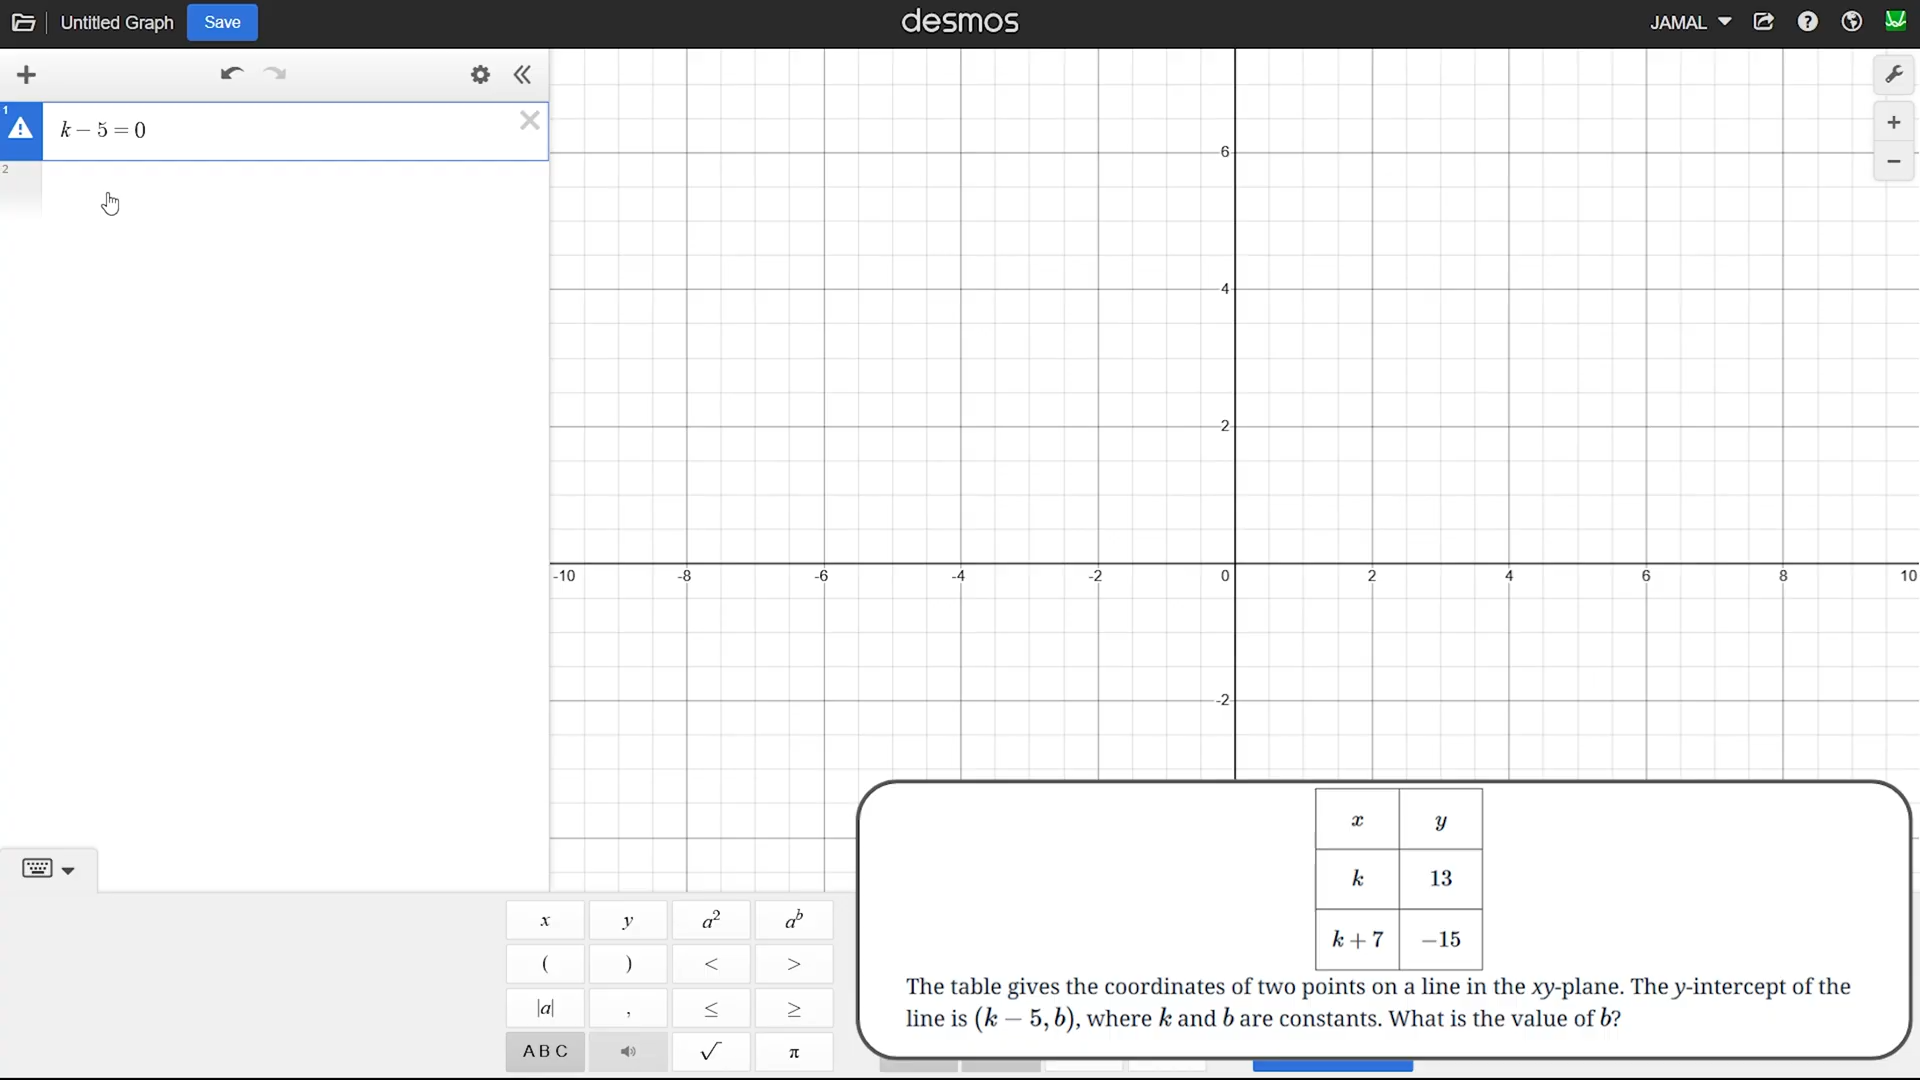 Untitled Graph Save desmos JAMAL
1
k − 5 = 0
2
6
4
2
-10 -8 -6 -4 -2 0 2 4 6 8 10
-2
x y a² aᵇ
( ) < >
|a| , ≤ ≥
A B C √ π
x y
k 13
k + 7 −15
The table gives the coordinates of two points on a line in the xy-plane. The y-intercept of the
line is (k − 5, b), where k and b are constants. What is the value of b?